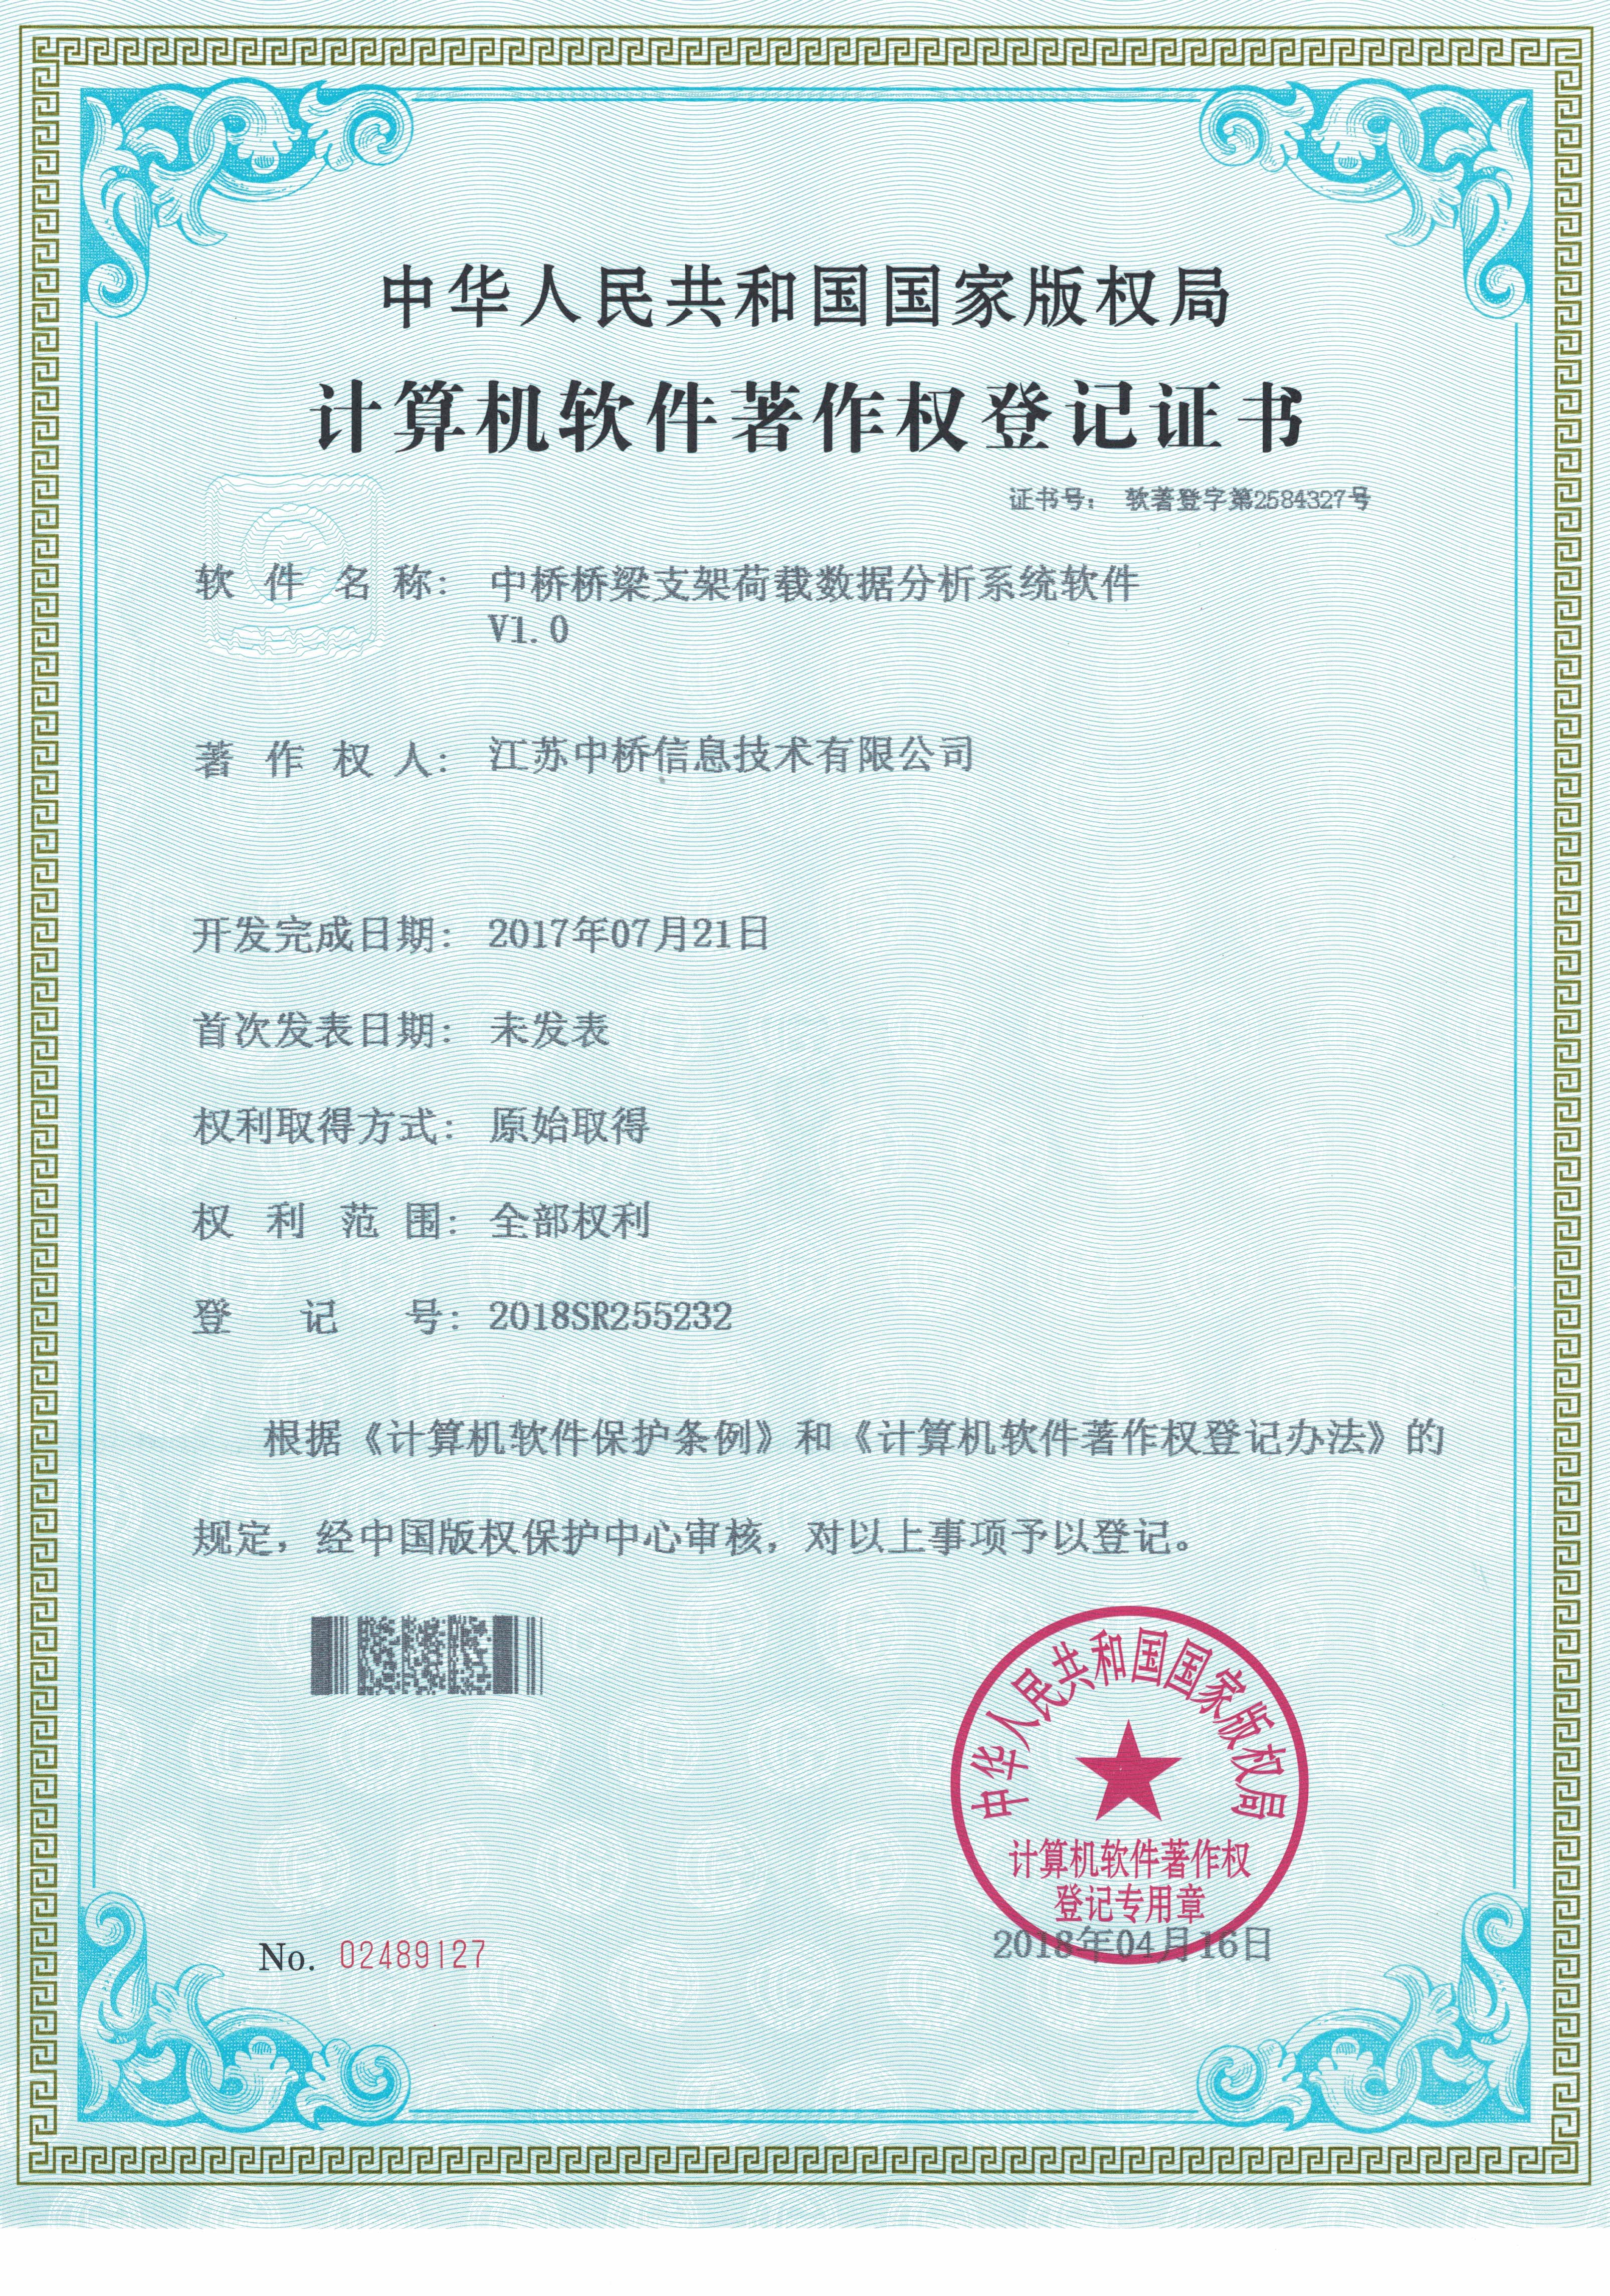 中华人民共和国国家版权局
计算机软件著作权登记证书
证书号： 软著登字第2584327号
软件名称： 中桥桥梁支架荷载数据分析系统软件
V1.0
著作权人： 江苏中桥信息技术有限公司
开发完成日期： 2017年07月21日
首次发表日期： 未发表
权利取得方式： 原始取得
权利范围： 全部权利
登记号： 2018SR255232
根据《计算机软件保护条例》和《计算机软件著作权登记办法》的
规定，经中国版权保护中心审核，对以上事项予以登记。
中华人民共和国国家版权局
计算机软件著作权
登记专用章
2018年04月16日
No. 02489127